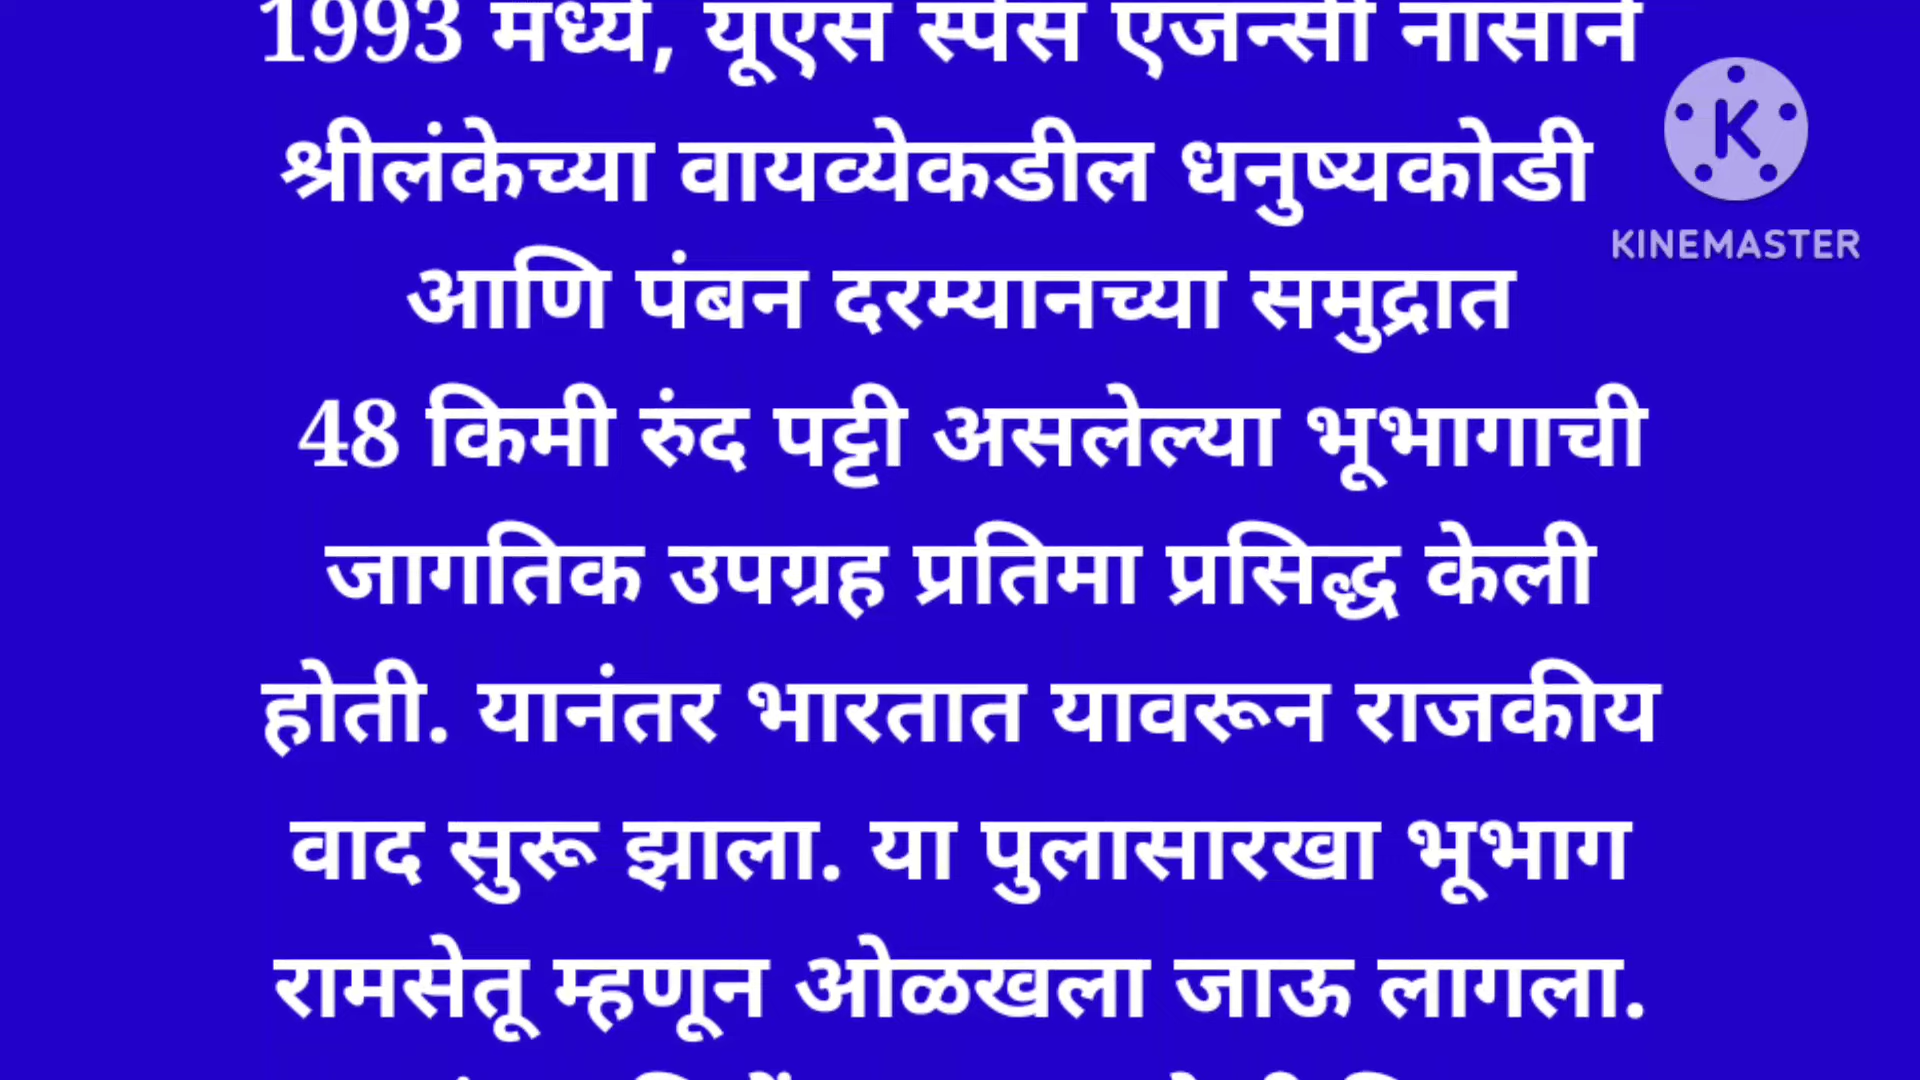 1993 मध्ये, यूएस स्पेस एजन्सी नासाने
श्रीलंकेच्या वायव्येकडील धनुष्यकोडी
आणि पंबन दरम्यानच्या समुद्रात
48 किमी रुंद पट्टी असलेल्या भूभागाची
जागतिक उपग्रह प्रतिमा प्रसिद्ध केली
होती. यानंतर भारतात यावरून राजकीय
वाद सुरू झाला. या पुलासारखा भूभाग
रामसेतू म्हणून ओळखला जाऊ लागला.
K
KINEMASTER